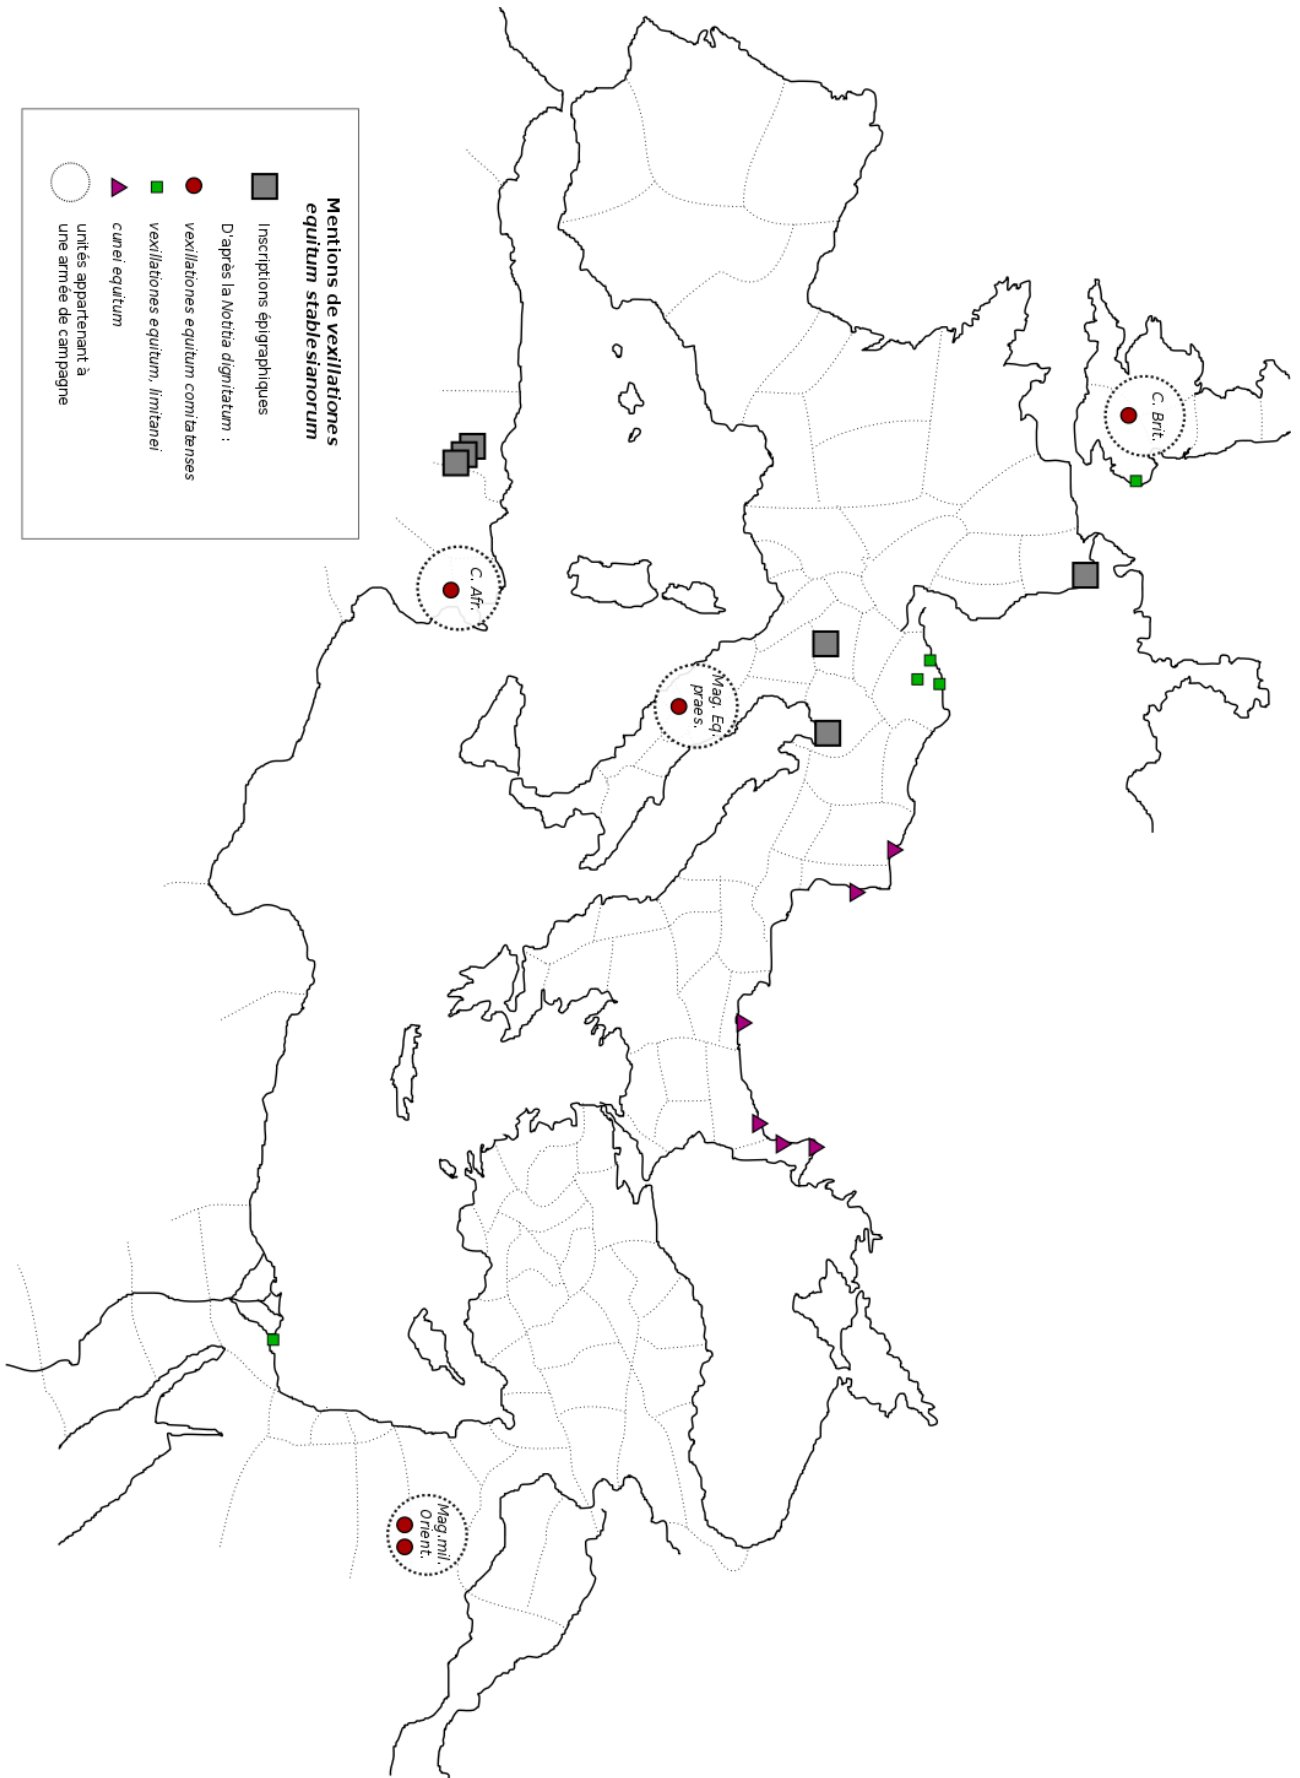 Mentions de vexillationes
equitum stablesianorum
Inscriptions épigraphiques
D'après la Notitia dignitatum :
vexillationes equitum comitatenses
vexillationes equitum, limitanei
cunei equitum
unités appartenant à
une armée de campagne
C. Brit.
C. Afr.
Mag. Eq.
praes.
Mag.mil.
Orient.